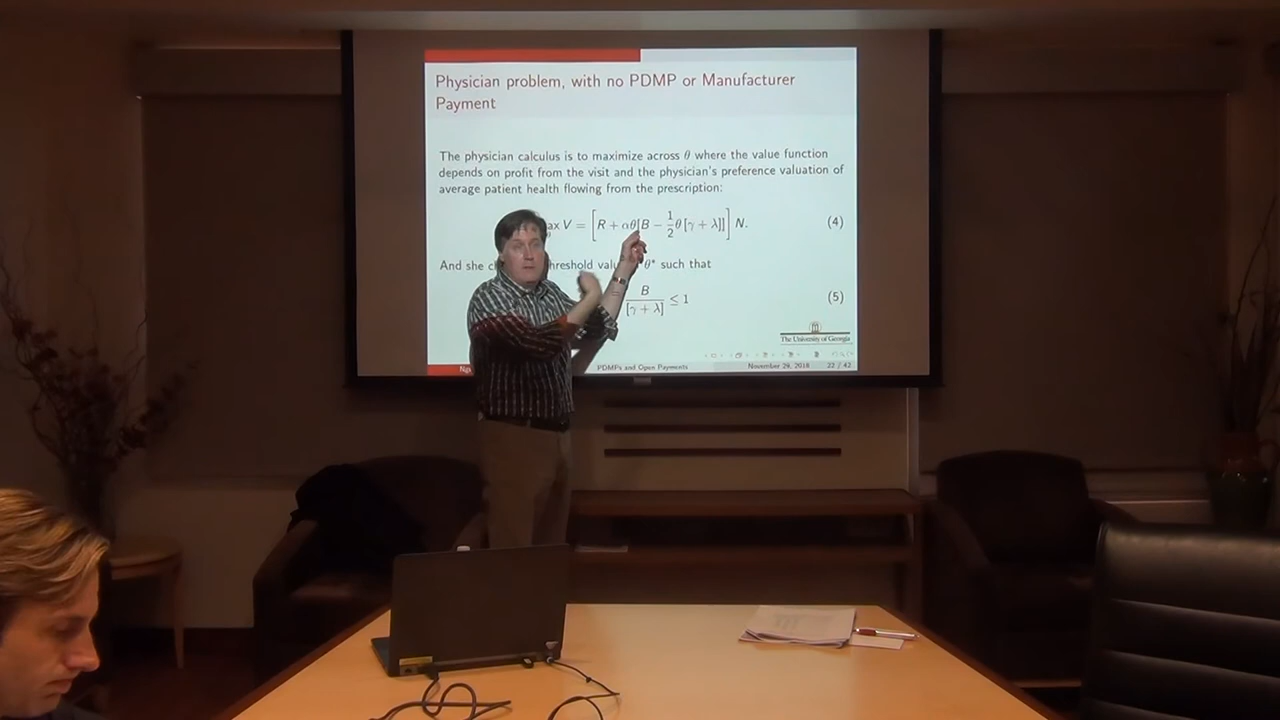 Physician problem, with no PDMP or Manufacturer
Payment
The physician calculus is to maximize across θ where the value function
depends on profit from the visit and the physician's preference valuation of
average patient health flowing from the prescription:
ax V = [R + αθ[B − 1/2 θ [γ + λ]]] N. (4)
And she threshold θ* such that
B / [γ + λ] ≤ 1 (5)
The University of Georgia
PDMPs and Open Payments November 29, 2018 22 / 42